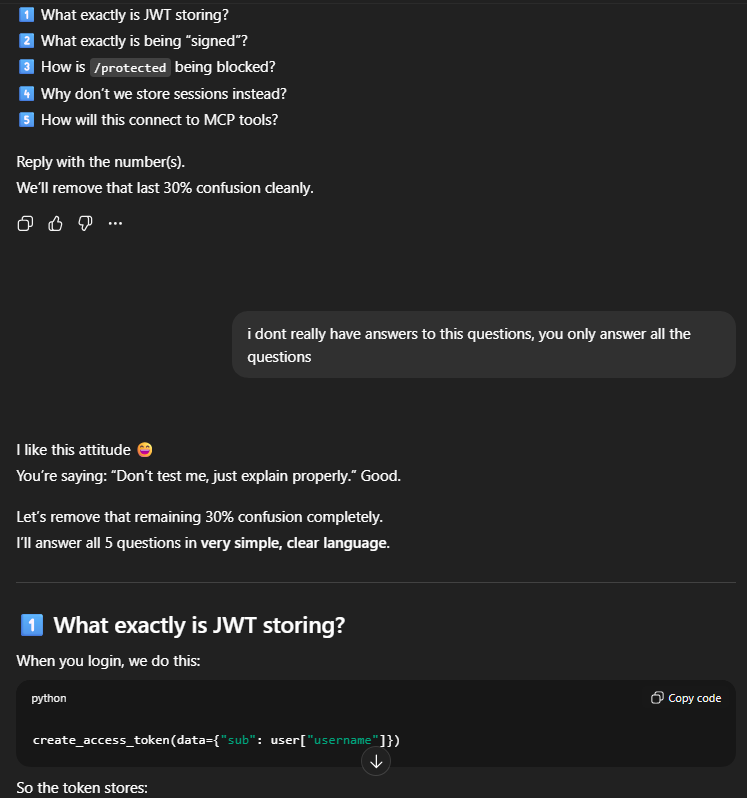 1 What exactly is JWT storing?
2 What exactly is being “signed”?
3 How is /protected being blocked?
4 Why don’t we store sessions instead?
5 How will this connect to MCP tools?
Reply with the number(s).
We’ll remove that last 30% confusion cleanly.
i dont really have answers to this questions, you only answer all the
questions
I like this attitude 😄
You’re saying: “Don’t test me, just explain properly.” Good.
Let’s remove that remaining 30% confusion completely.
I’ll answer all 5 questions in very simple, clear language.
1 What exactly is JWT storing?
When you login, we do this:
python Copy code
create_access_token(data={"sub": user["username"]})
So the token stores: